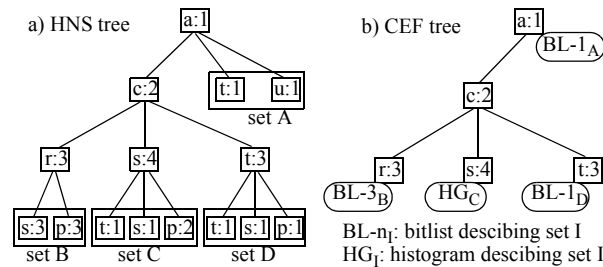 a) HNS tree
a:1
c:2
t:1 u:1
set A
r:3 s:4 t:3
s:3 p:3 t:1 s:1 p:2 t:1 s:1 p:1
set B set C set D
b) CEF tree
a:1
BL-1A
c:2
r:3 s:4 t:3
BL-3B HGC BL-1D
BL-nI: bitlist descibing set I
HGI: histogram descibing set I